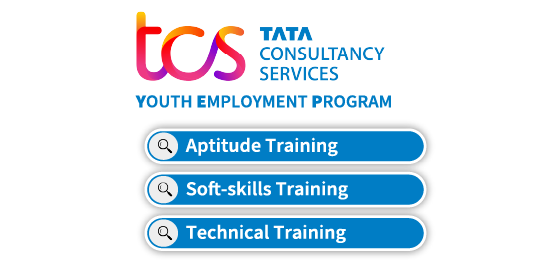 tcs
TATA
CONSULTANCY
SERVICES
YOUTH EMPLOYMENT PROGRAM
Aptitude Training
Soft-skills Training
Technical Training